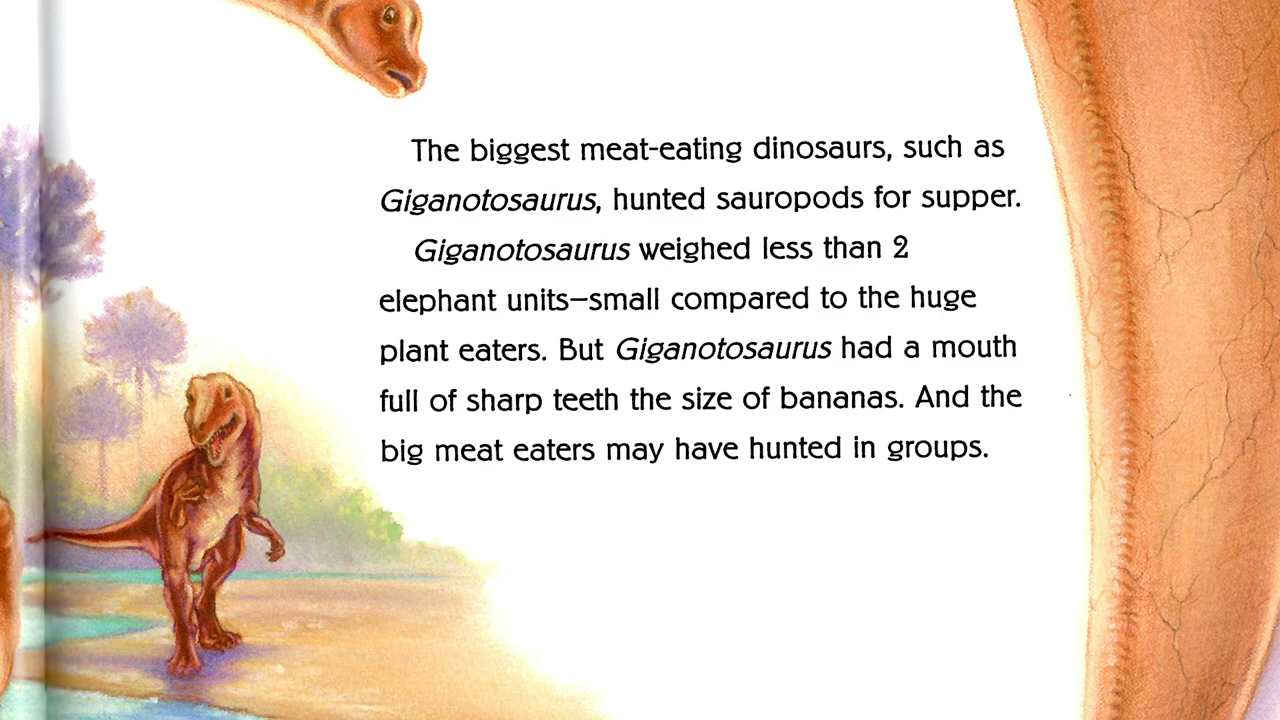 The biggest meat-eating dinosaurs, such as
Giganotosaurus, hunted sauropods for supper.
Giganotosaurus weighed less than 2
elephant units—small compared to the huge
plant eaters. But Giganotosaurus had a mouth
full of sharp teeth the size of bananas. And the
big meat eaters may have hunted in groups.